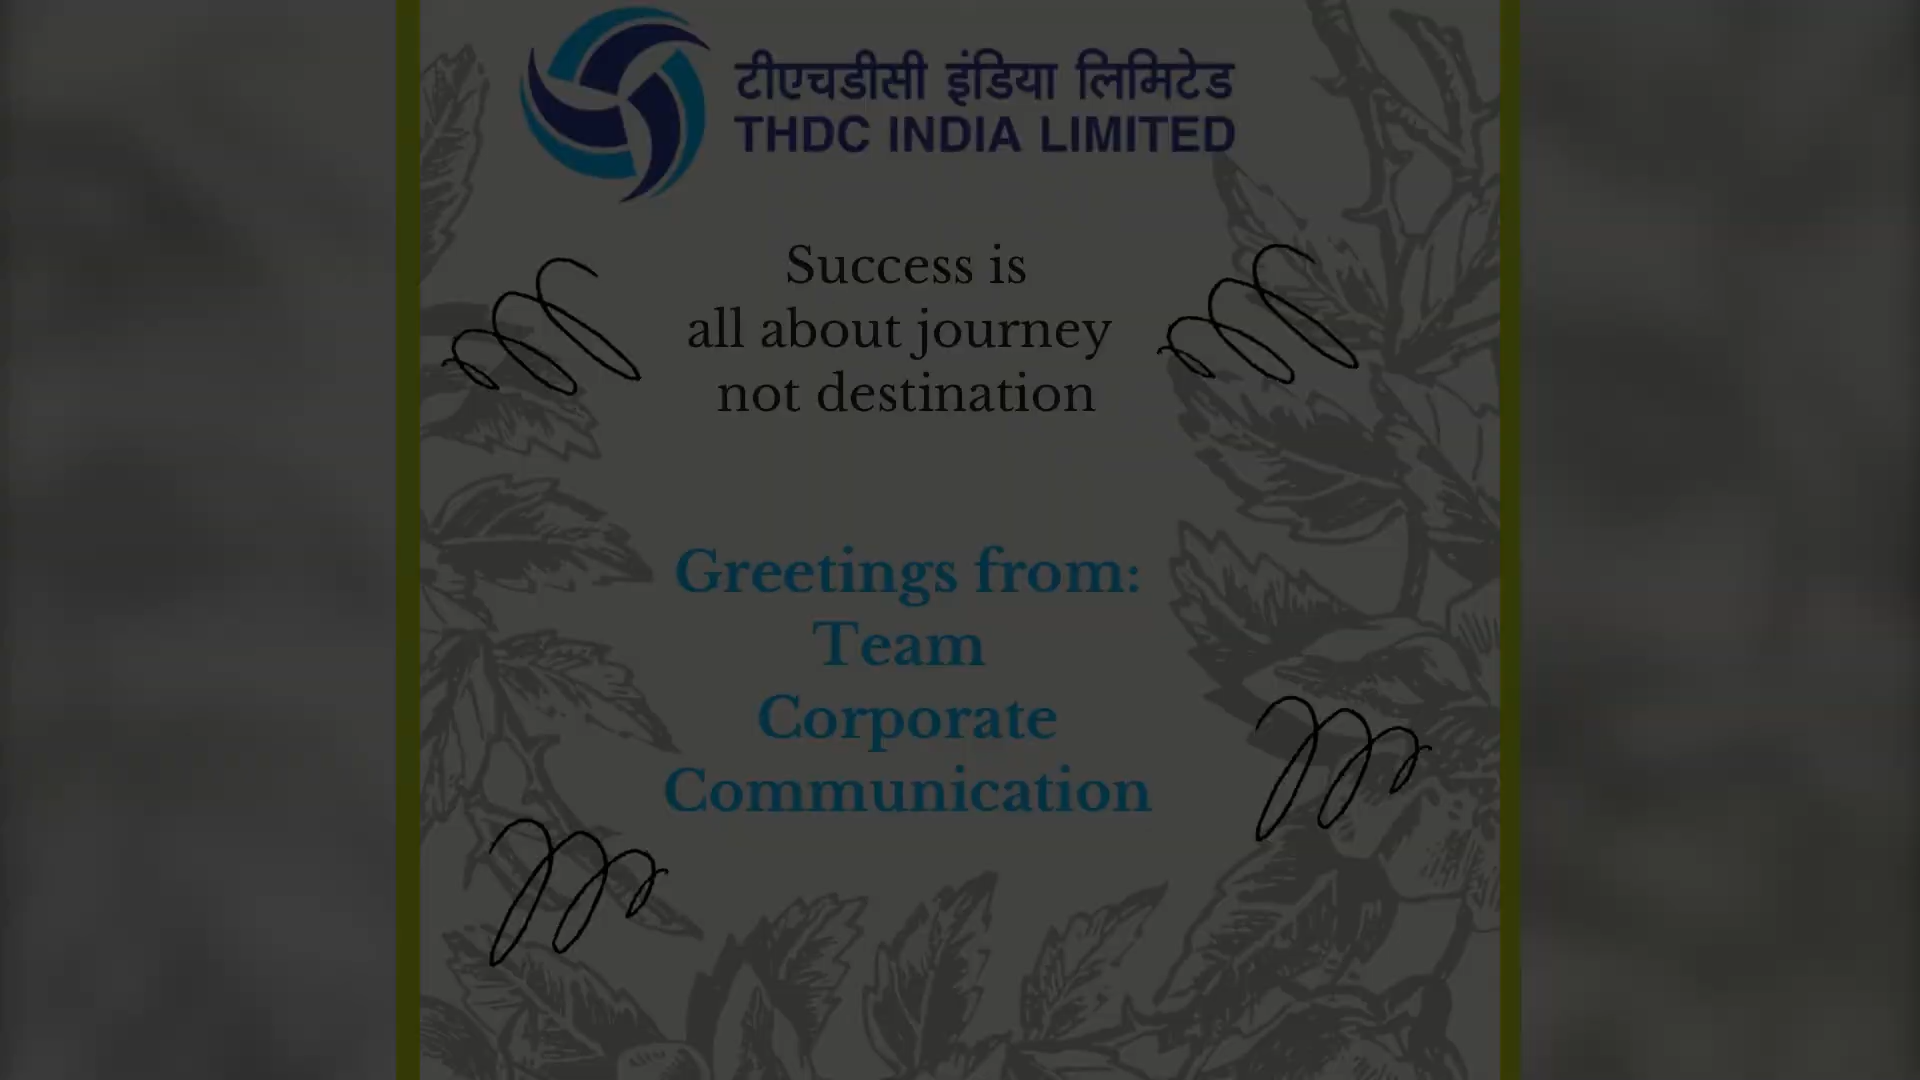 टीएचडीसी इंडिया लिमिटेड
THDC INDIA LIMITED
Success is
all about journey
not destination
Greetings from:
Team
Corporate
Communication